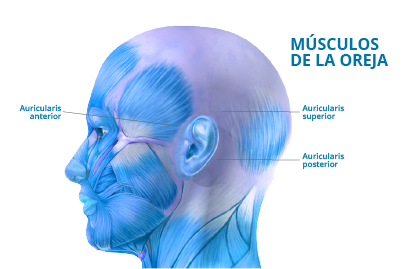 MÚSCULOS
DE LA OREJA
Auricularis
anterior
Auricularis
superior
Auricularis
posterior